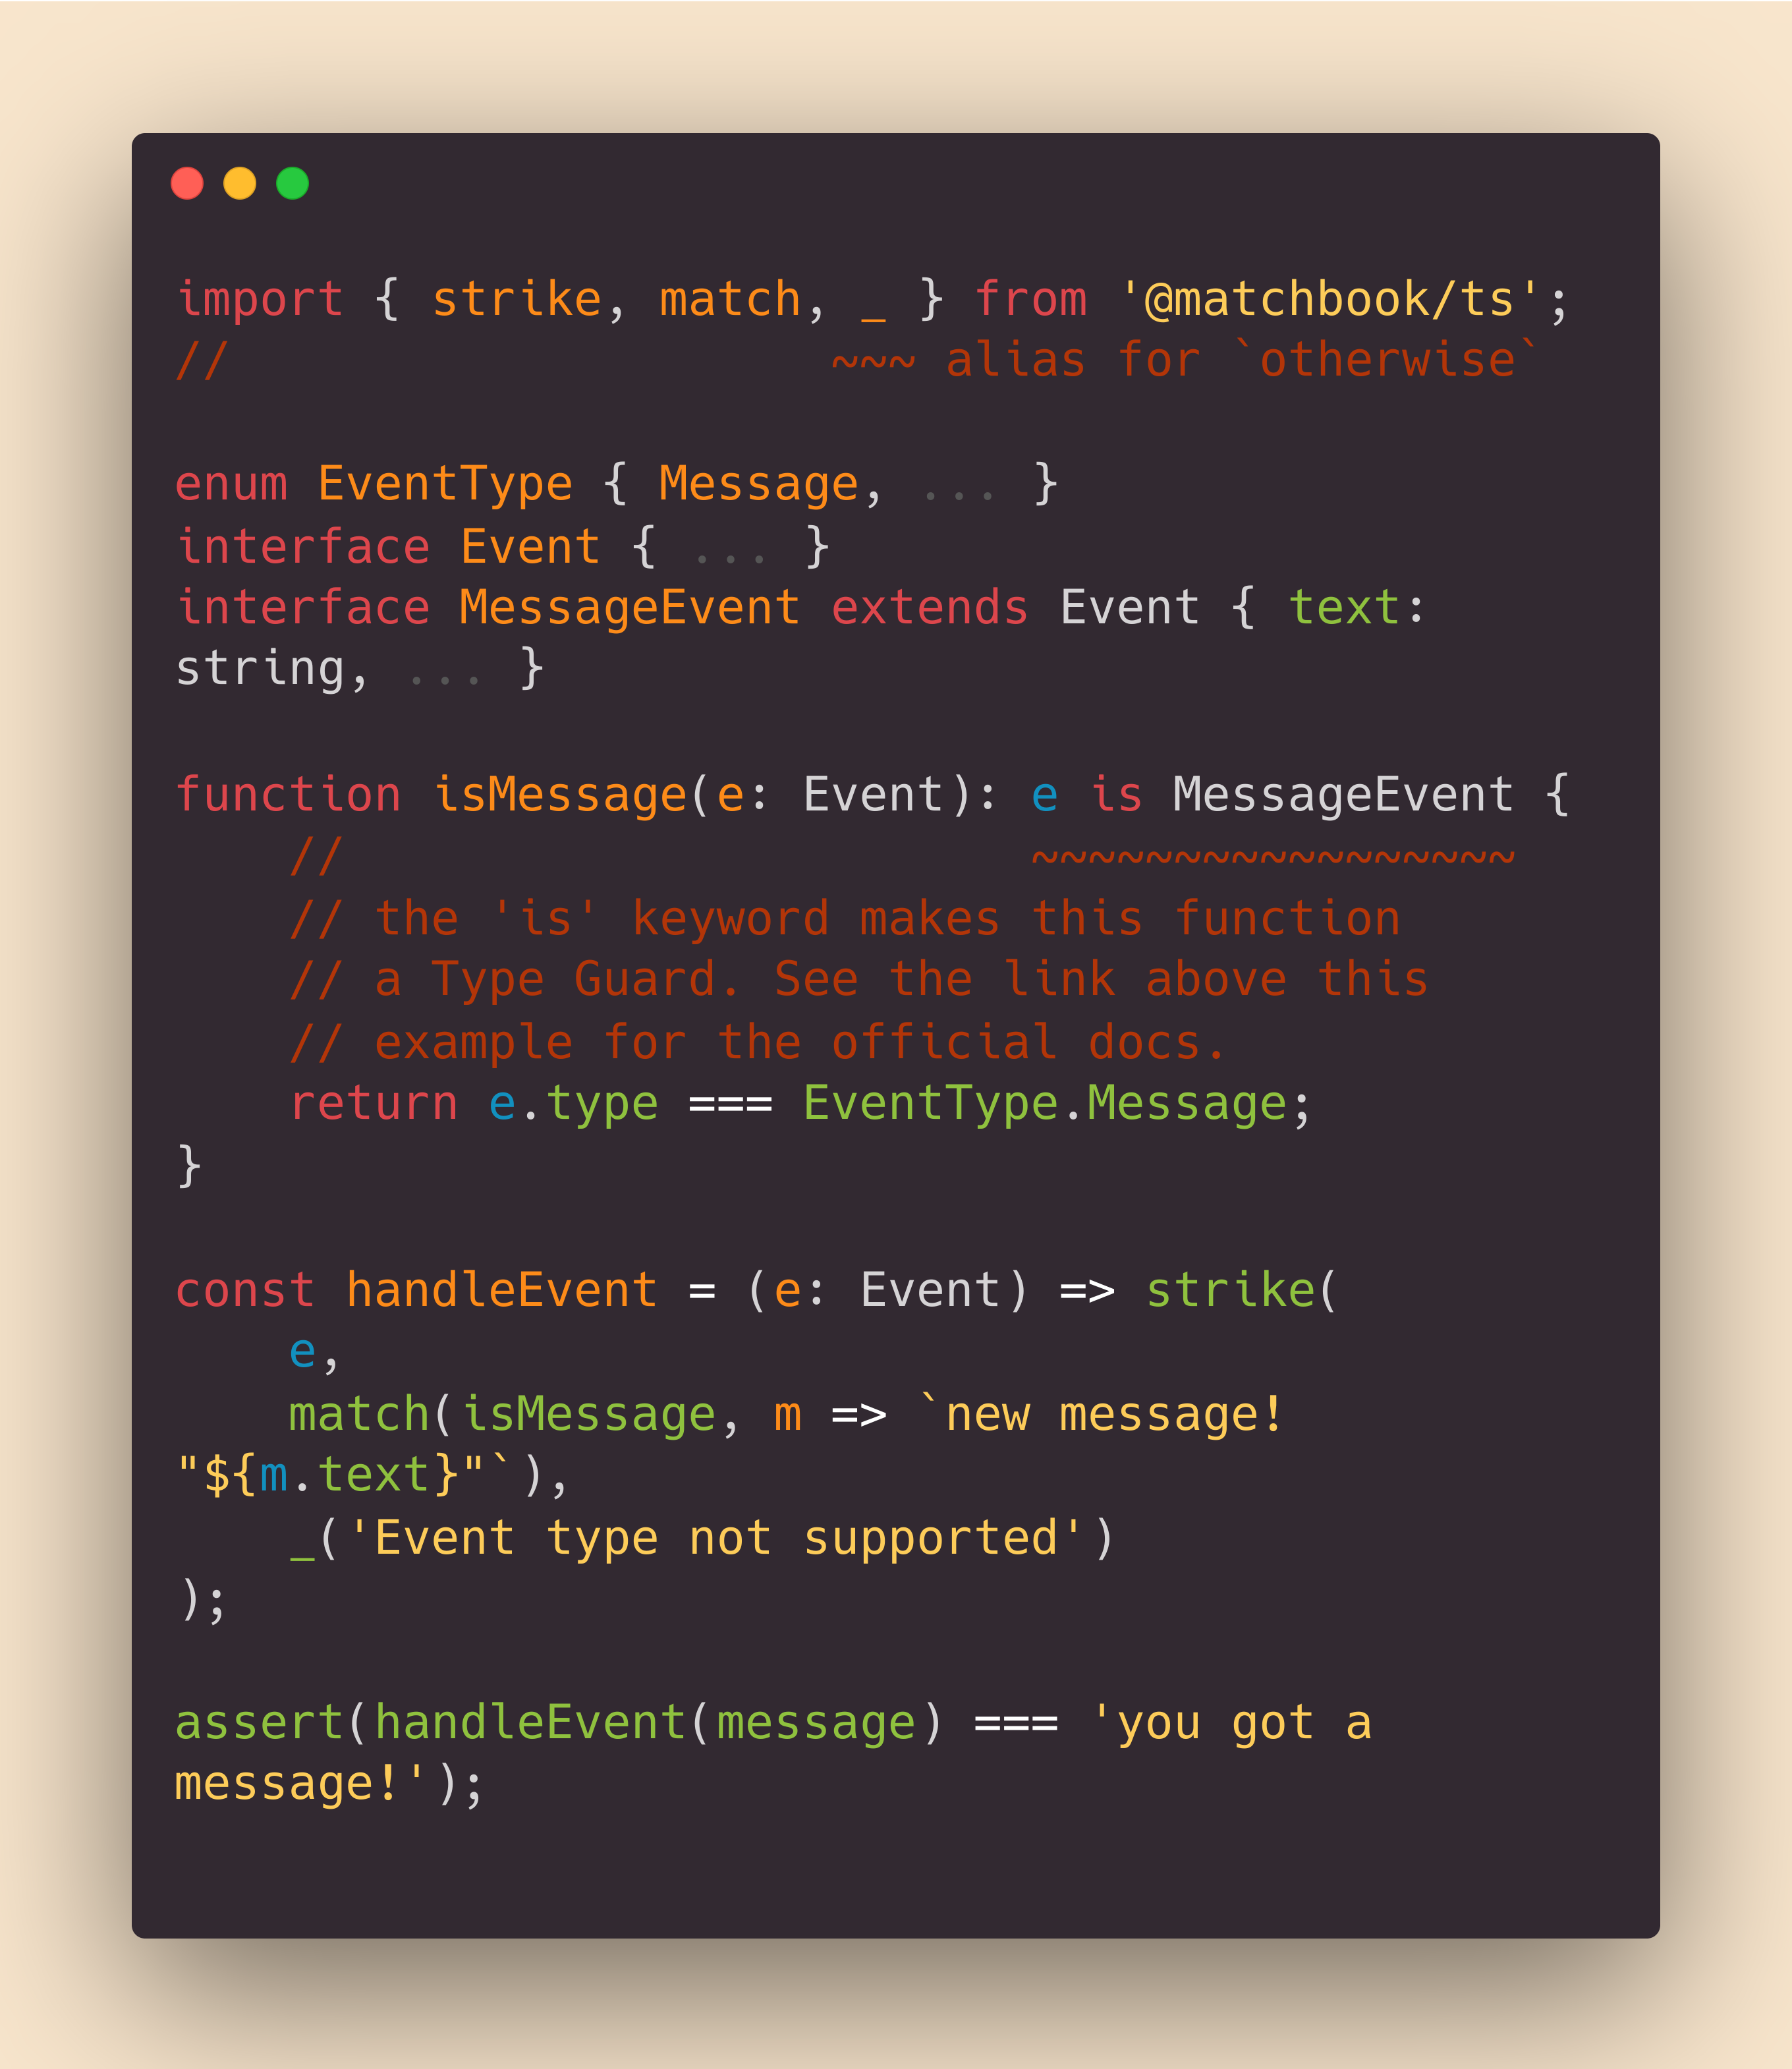 import { strike, match, _ } from '@matchbook/ts';
//                     ~~~ alias for `otherwise`
enum EventType { Message, ... }
interface Event { ... }
interface MessageEvent extends Event { text:
string, ... }
function isMessage(e: Event): e is MessageEvent {
    //                        ~~~~~~~~~~~~~~~~~
    // the 'is' keyword makes this function
    // a Type Guard. See the link above this
    // example for the official docs.
    return e.type === EventType.Message;
}
const handleEvent = (e: Event) => strike(
    e,
    match(isMessage, m => `new message!
"${m.text}"`),
    _('Event type not supported')
);
assert(handleEvent(message) === 'you got a
message!');